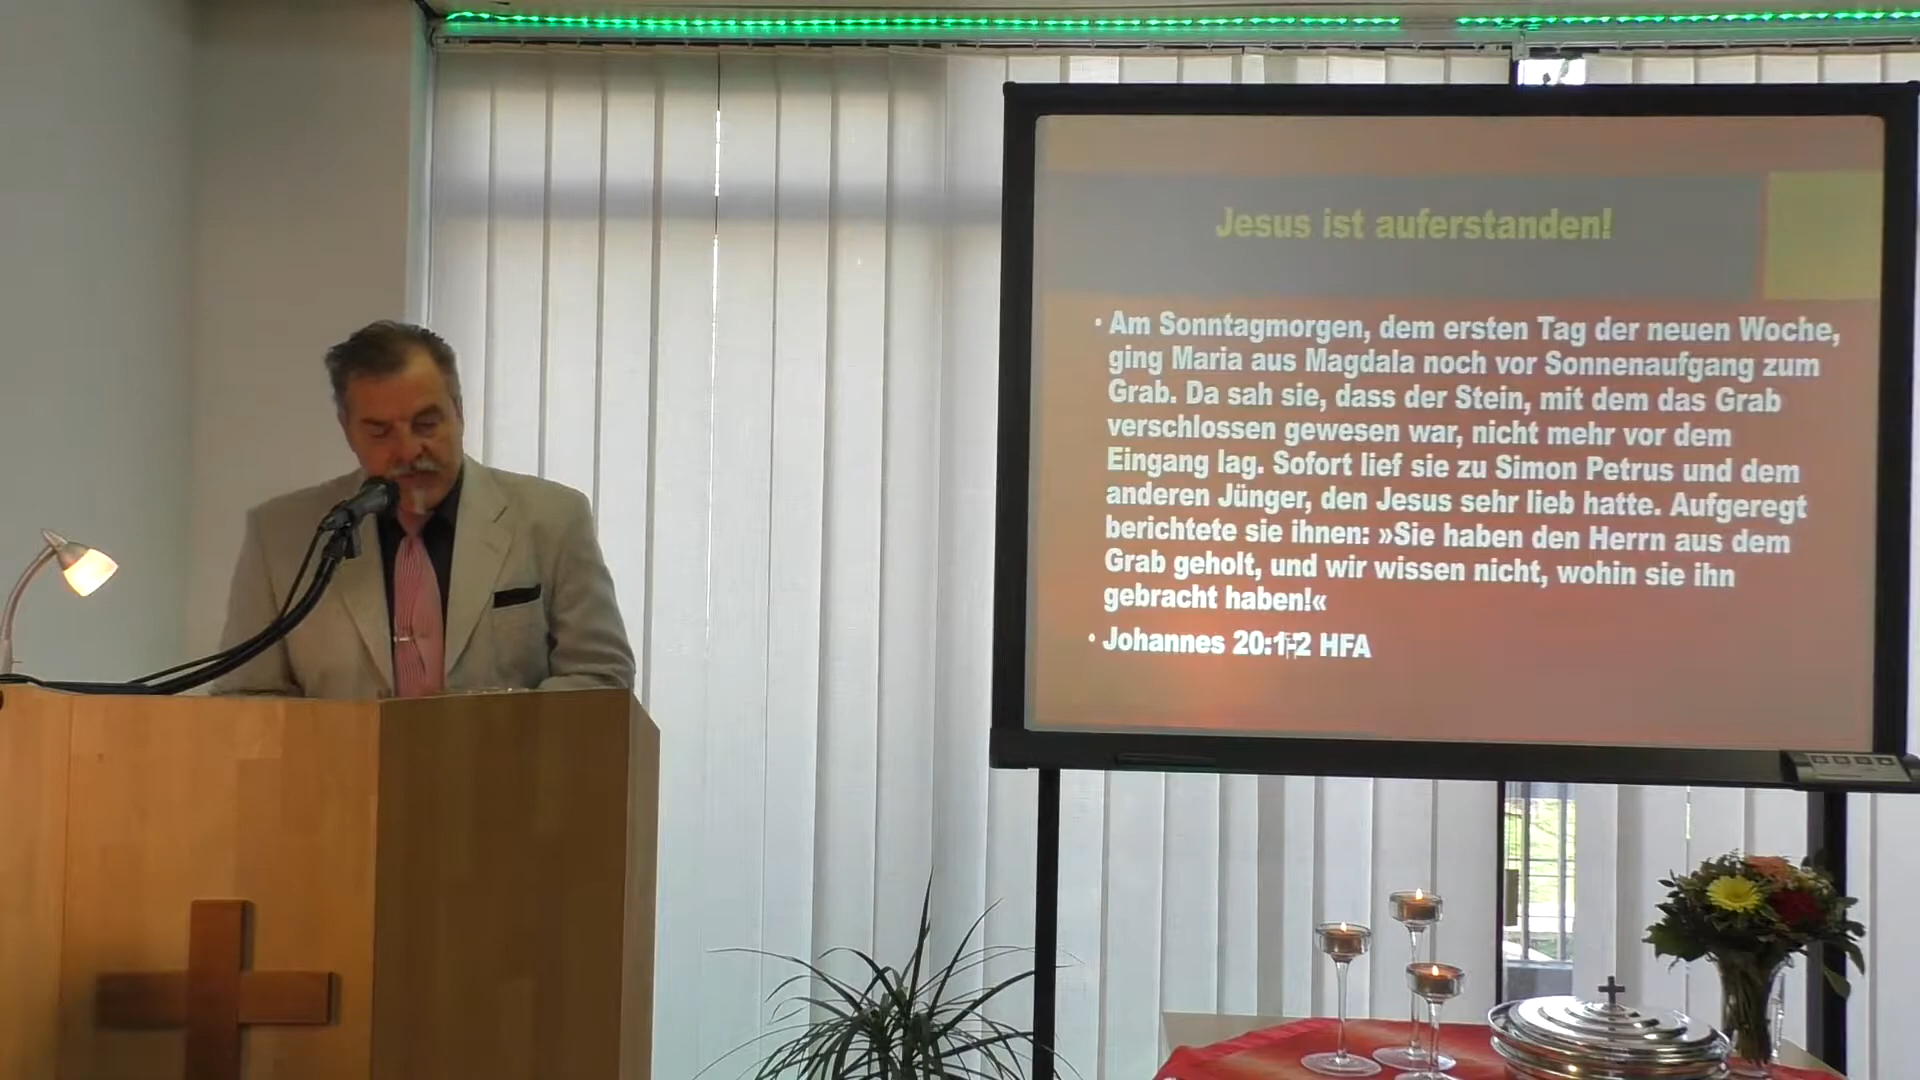 Jesus ist auferstanden!
• Am Sonntagmorgen, dem ersten Tag der neuen Woche,
ging Maria aus Magdala noch vor Sonnenaufgang zum
Grab. Da sah sie, dass der Stein, mit dem das Grab
verschlossen gewesen war, nicht mehr vor dem
Eingang lag. Sofort lief sie zu Simon Petrus und dem
anderen Jünger, den Jesus sehr lieb hatte. Aufgeregt
berichtete sie ihnen: »Sie haben den Herrn aus dem
Grab geholt, und wir wissen nicht, wohin sie ihn
gebracht haben!«
• Johannes 20:1-2 HFA